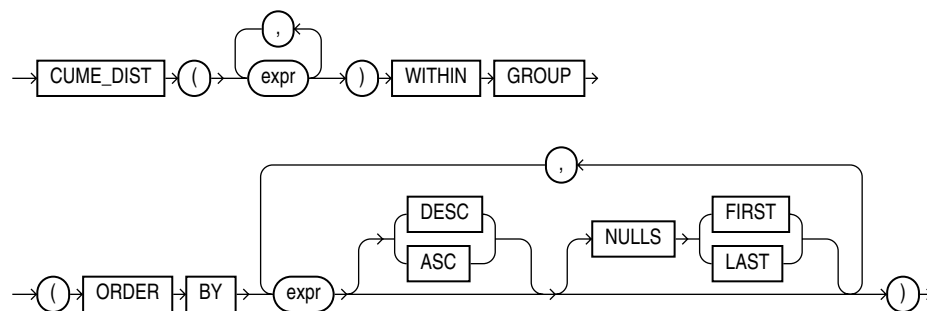 ,
CUME_DIST ( expr ) WITHIN GROUP
,
DESC FIRST
NULLS
ASC LAST
( ORDER BY expr )